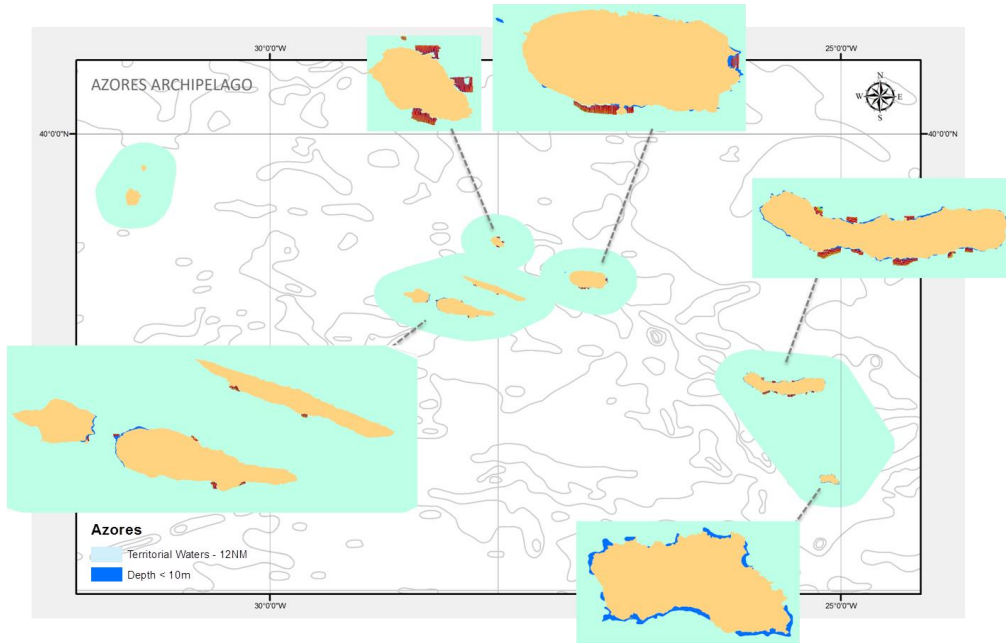 30°0'0"W
25°0'0"W
AZORES ARCHIPELAGO
N
W E
S
40°0'0"N
40°0'0"N
Azores
Territorial Waters - 12NM
Depth < 10m
30°0'0"W
25°0'0"W